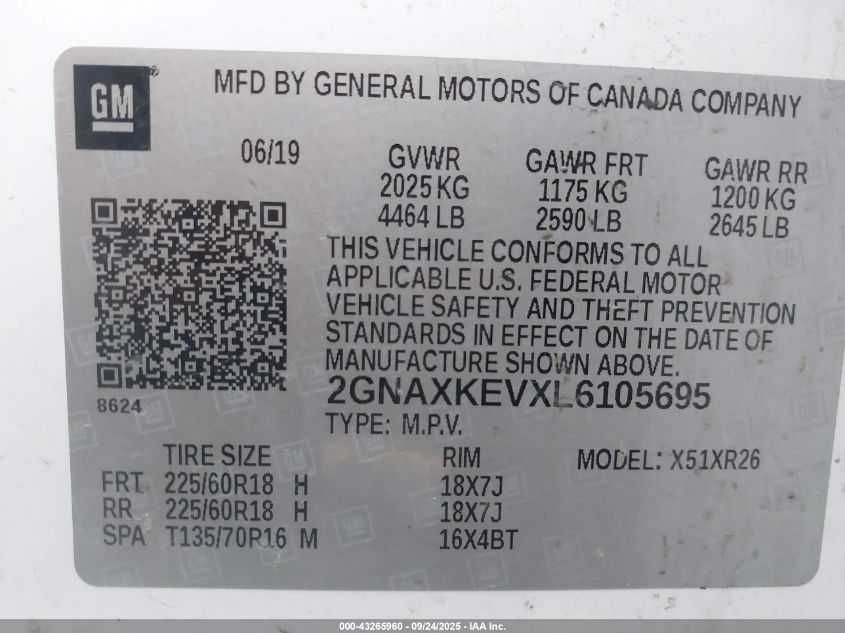 GM®
MFD BY GENERAL MOTORS OF CANADA COMPANY
06/19 GVWR GAWR FRT GAWR RR
2025 KG 1175 KG 1200 KG
4464 LB 2590 LB 2645 LB
THIS VEHICLE CONFORMS TO ALL
APPLICABLE U.S. FEDERAL MOTOR
VEHICLE SAFETY AND THEFT PREVENTION
STANDARDS IN EFFECT ON THE DATE OF
MANUFACTURE SHOWN ABOVE.
8624 2GNAXKEVXL6105695
TYPE: M.P.V.
TIRE SIZE RIM MODEL: X51XR26
FRT 225/60R18 H 18X7J
RR 225/60R18 H 18X7J
SPA T135/70R16 M 16X4BT
000-43265960 - 09/24/2025 - IAA Inc.